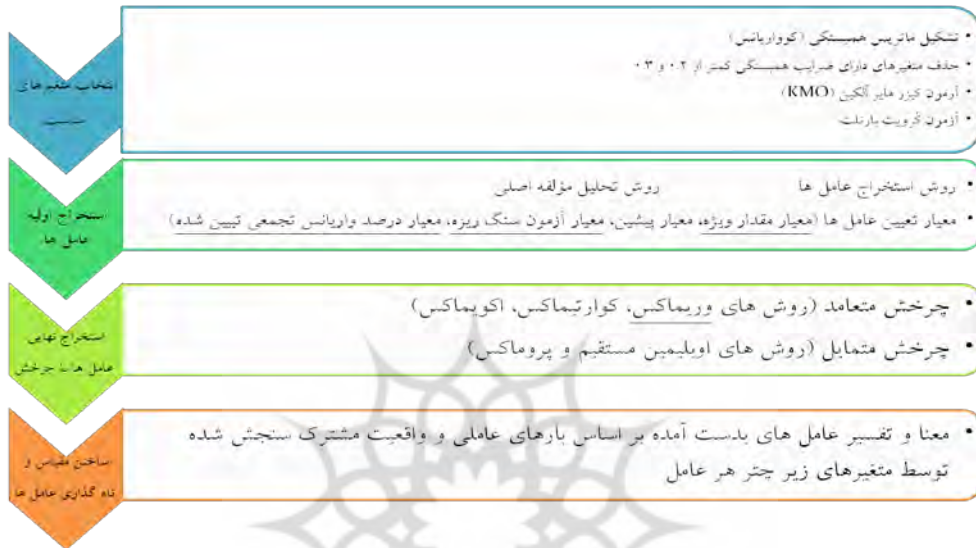 انتخاب متغیرهای
مناسب
• تشکیل ماتریس همبستگی (کوواریانس)
• حذف متغیرهای دارای ضرایب همبستگی کمتر از ۰.۲ و ۰.۳
• آزمون کیزر مایر آلکین (KMO)
• آزمون کرویت بارتلت
استخراج اولیه
عامل ها
• روش استخراج عامل ها روش تحلیل مؤلفه اصلی
• معیار تعیین عامل ها (معیار مقدار ویژه، معیار پیشین، معیار آزمون سنگ ریزه، معیار درصد واریانس تجمعی تبیین شده)
استخراج نهایی
عامل ها با چرخش
• چرخش متعامد (روش های وریماکس، کوارتیماکس، اکویماکس)
• چرخش متمایل (روش های اوبلیمین مستقیم و پروماکس)
ساختن مقیاس و
نام گذاری عامل ها
• معنا و تفسیر عامل های بدست آمده بر اساس بارهای عاملی و واقعیت مشترک سنجش شده
توسط متغیرهای زیر چتر هر عامل